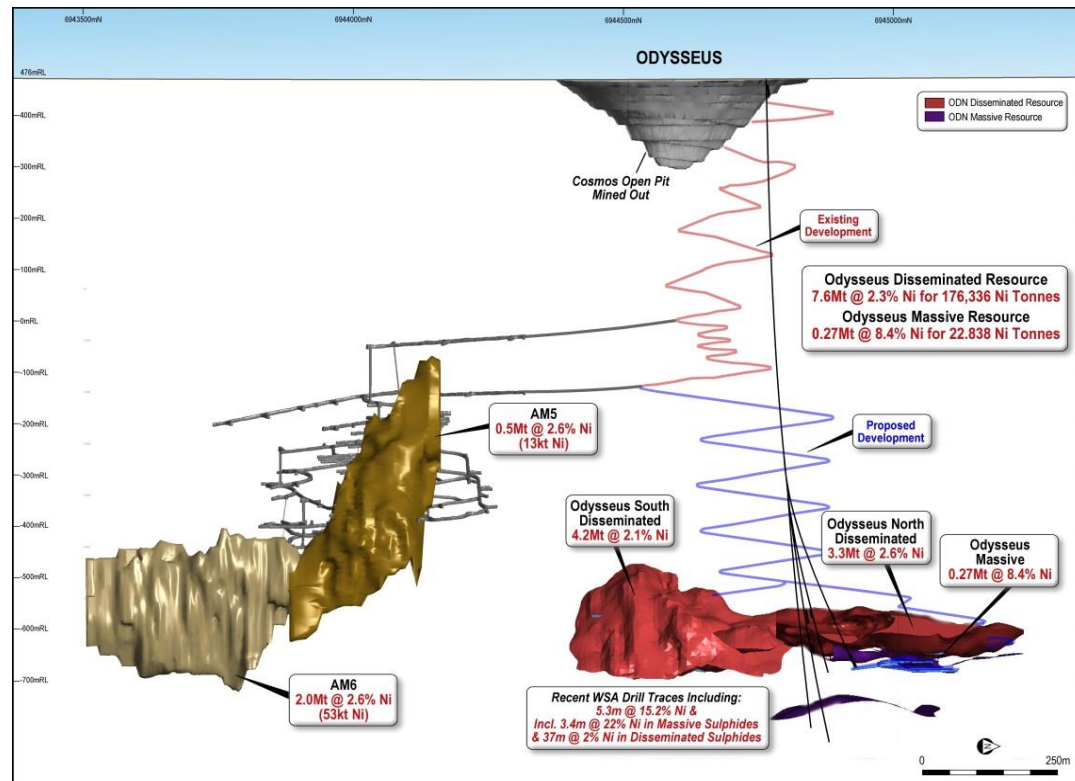 6943500mN
6944000mN
6944500mN
6945000mN
ODYSSEUS
476mRL
400mRL
300mRL
200mRL
100mRL
0mRL
-100mRL
-200mRL
-300mRL
-400mRL
-500mRL
-600mRL
-700mRL
ODN Disseminated Resource
ODN Massive Resource
Cosmos Open Pit
Mined Out
Existing
Development
Odysseus Disseminated Resource
7.6Mt @ 2.3% Ni for 176,336 Ni Tonnes
Odysseus Massive Resource
0.27Mt @ 8.4% Ni for 22.838 Ni Tonnes
AM5
0.5Mt @ 2.6% Ni
(13kt Ni)
Proposed
Development
Odysseus South
Disseminated
4.2Mt @ 2.1% Ni
Odysseus North
Disseminated
3.3Mt @ 2.6% Ni
Odysseus
Massive
0.27Mt @ 8.4% Ni
AM6
2.0Mt @ 2.6% Ni
(53kt Ni)
Recent WSA Drill Traces Including:
5.3m @ 15.2% Ni &
Incl. 3.4m @ 22% Ni in Massive Sulphides
& 37m @ 2% Ni in Disseminated Sulphides
N
0
250m